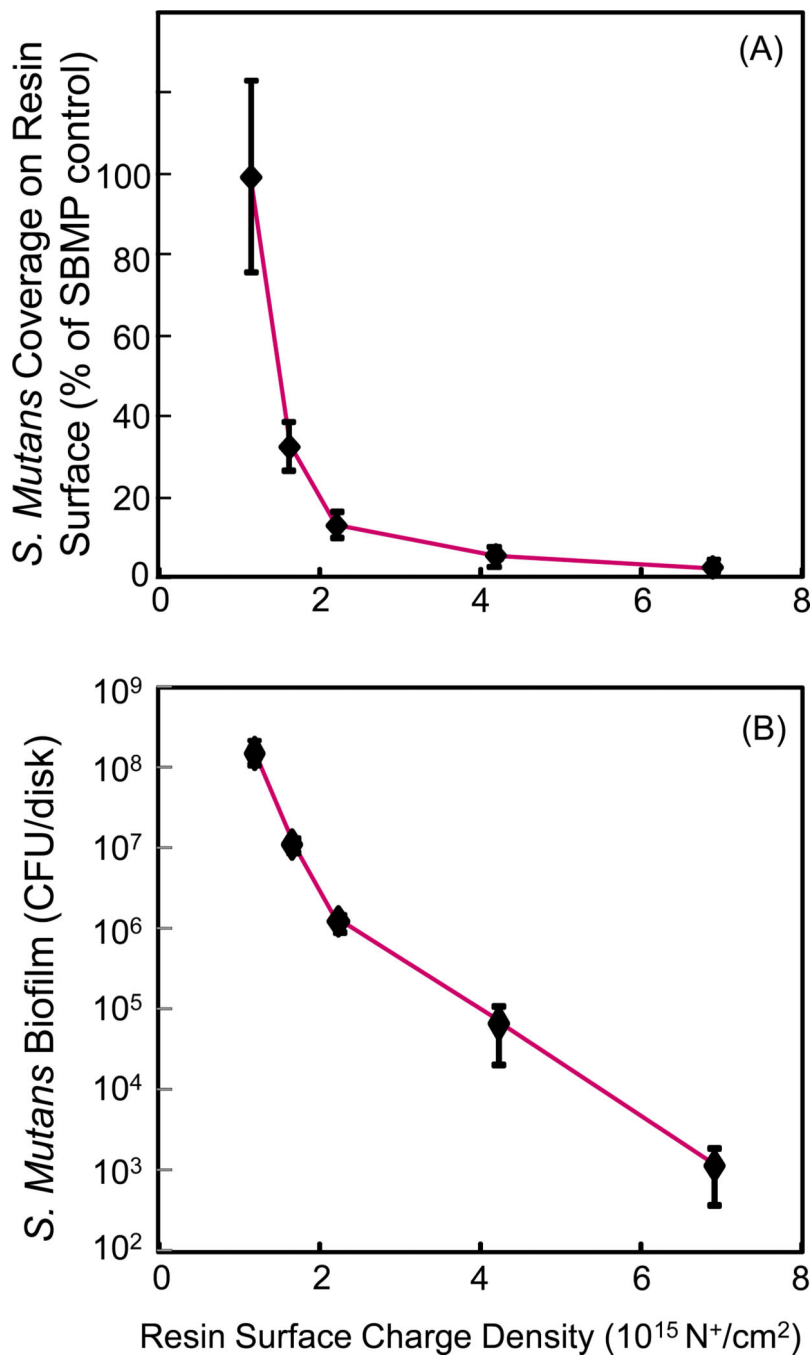 (A)
S. Mutans Coverage on Resin
Surface (% of SBMP control)
100
80
60
40
20
0
0 2 4 6 8
(B)
S. Mutans Biofilm (CFU/disk)
10⁹
10⁸
10⁷
10⁶
10⁵
10⁴
10³
10²
0 2 4 6 8
Resin Surface Charge Density (10¹⁵ N⁺/cm²)